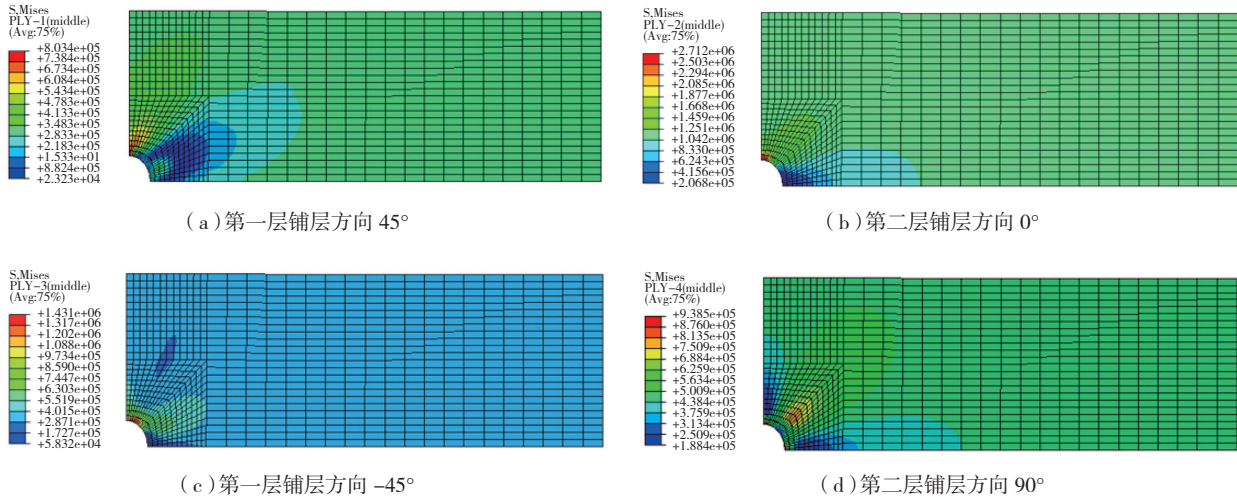 S,Mises
PLY-1(middle)
(Avg:75%)
+8.034e+05
+7.384e+05
+6.734e+05
+6.084e+05
+5.434e+05
+4.783e+05
+4.133e+05
+3.483e+05
+2.833e+05
+2.183e+05
+1.533e+01
+8.824e+05
+2.323e+04
(a)第一层铺层方向 45°
S,Mises
PLY-2(middle)
(Avg:75%)
+2.712e+06
+2.503e+06
+2.294e+06
+2.085e+06
+1.877e+06
+1.668e+06
+1.459e+06
+1.251e+06
+1.042e+06
+8.330e+05
+6.243e+05
+4.156e+05
+2.068e+05
(b)第二层铺层方向 0°
S,Mises
PLY-3(middle)
(Avg:75%)
+1.431e+06
+1.317e+06
+1.202e+06
+1.088e+06
+9.734e+05
+8.590e+05
+7.447e+05
+6.303e+05
+5.519e+05
+4.015e+05
+2.871e+05
+1.727e+05
+5.832e+04
(c)第一层铺层方向 -45°
S,Mises
PLY-4(middle)
(Avg:75%)
+9.385e+05
+8.760e+05
+8.135e+05
+7.509e+05
+6.884e+05
+6.259e+05
+5.634e+05
+5.009e+05
+4.384e+05
+3.759e+05
+3.134e+05
+2.509e+05
+1.884e+05
(d)第二层铺层方向 90°